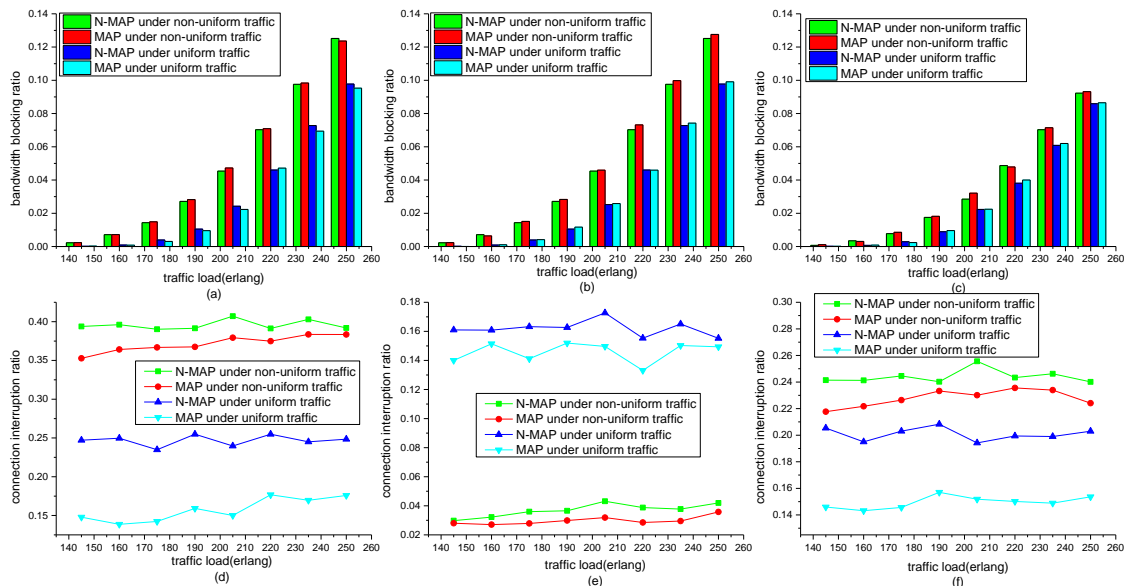 N-MAP under non-uniform traffic
MAP under non-uniform traffic
N-MAP under uniform traffic
MAP under uniform traffic
0.14
0.12
0.10
0.08
0.06
0.04
0.02
0.00
bandwidth blocking ratio
140 150 160 170 180 190 200 210 220 230 240 250 260
traffic load(erlang)
(a)
N-MAP under non-uniform traffic
MAP under non-uniform traffic
N-MAP under uniform traffic
MAP under uniform traffic
0.14
0.12
0.10
0.08
0.06
0.04
0.02
0.00
bandwidth blocking ratio
140 150 160 170 180 190 200 210 220 230 240 250 260
traffic load(erlang)
(b)
N-MAP under non-uniform traffic
MAP under non-uniform traffic
N-MAP under uniform traffic
MAP under uniform traffic
0.14
0.12
0.10
0.08
0.06
0.04
0.02
0.00
bandwidth blocking ratio
140 150 160 170 180 190 200 210 220 230 240 250 260
traffic load(erlang)
(c)
0.40
0.35
0.30
0.25
0.20
0.15
connection interruption ratio
N-MAP under non-uniform traffic
MAP under non-uniform traffic
N-MAP under uniform traffic
MAP under uniform traffic
140 150 160 170 180 190 200 210 220 230 240 250 260
traffic load(erlang)
(d)
0.18
0.16
0.14
0.12
0.10
0.08
0.06
0.04
0.02
connection interruption ratio
N-MAP under non-uniform traffic
MAP under non-uniform traffic
N-MAP under uniform traffic
MAP under uniform traffic
140 150 160 170 180 190 200 210 220 230 240 250 260
traffic load(erlang)
(e)
0.30
0.28
0.26
0.24
0.22
0.20
0.18
0.16
0.14
connection interruption ratio
N-MAP under non-uniform traffic
MAP under non-uniform traffic
N-MAP under uniform traffic
MAP under uniform traffic
140 150 160 170 180 190 200 210 220 230 240 250 260
traffic load(erlang)
(f)